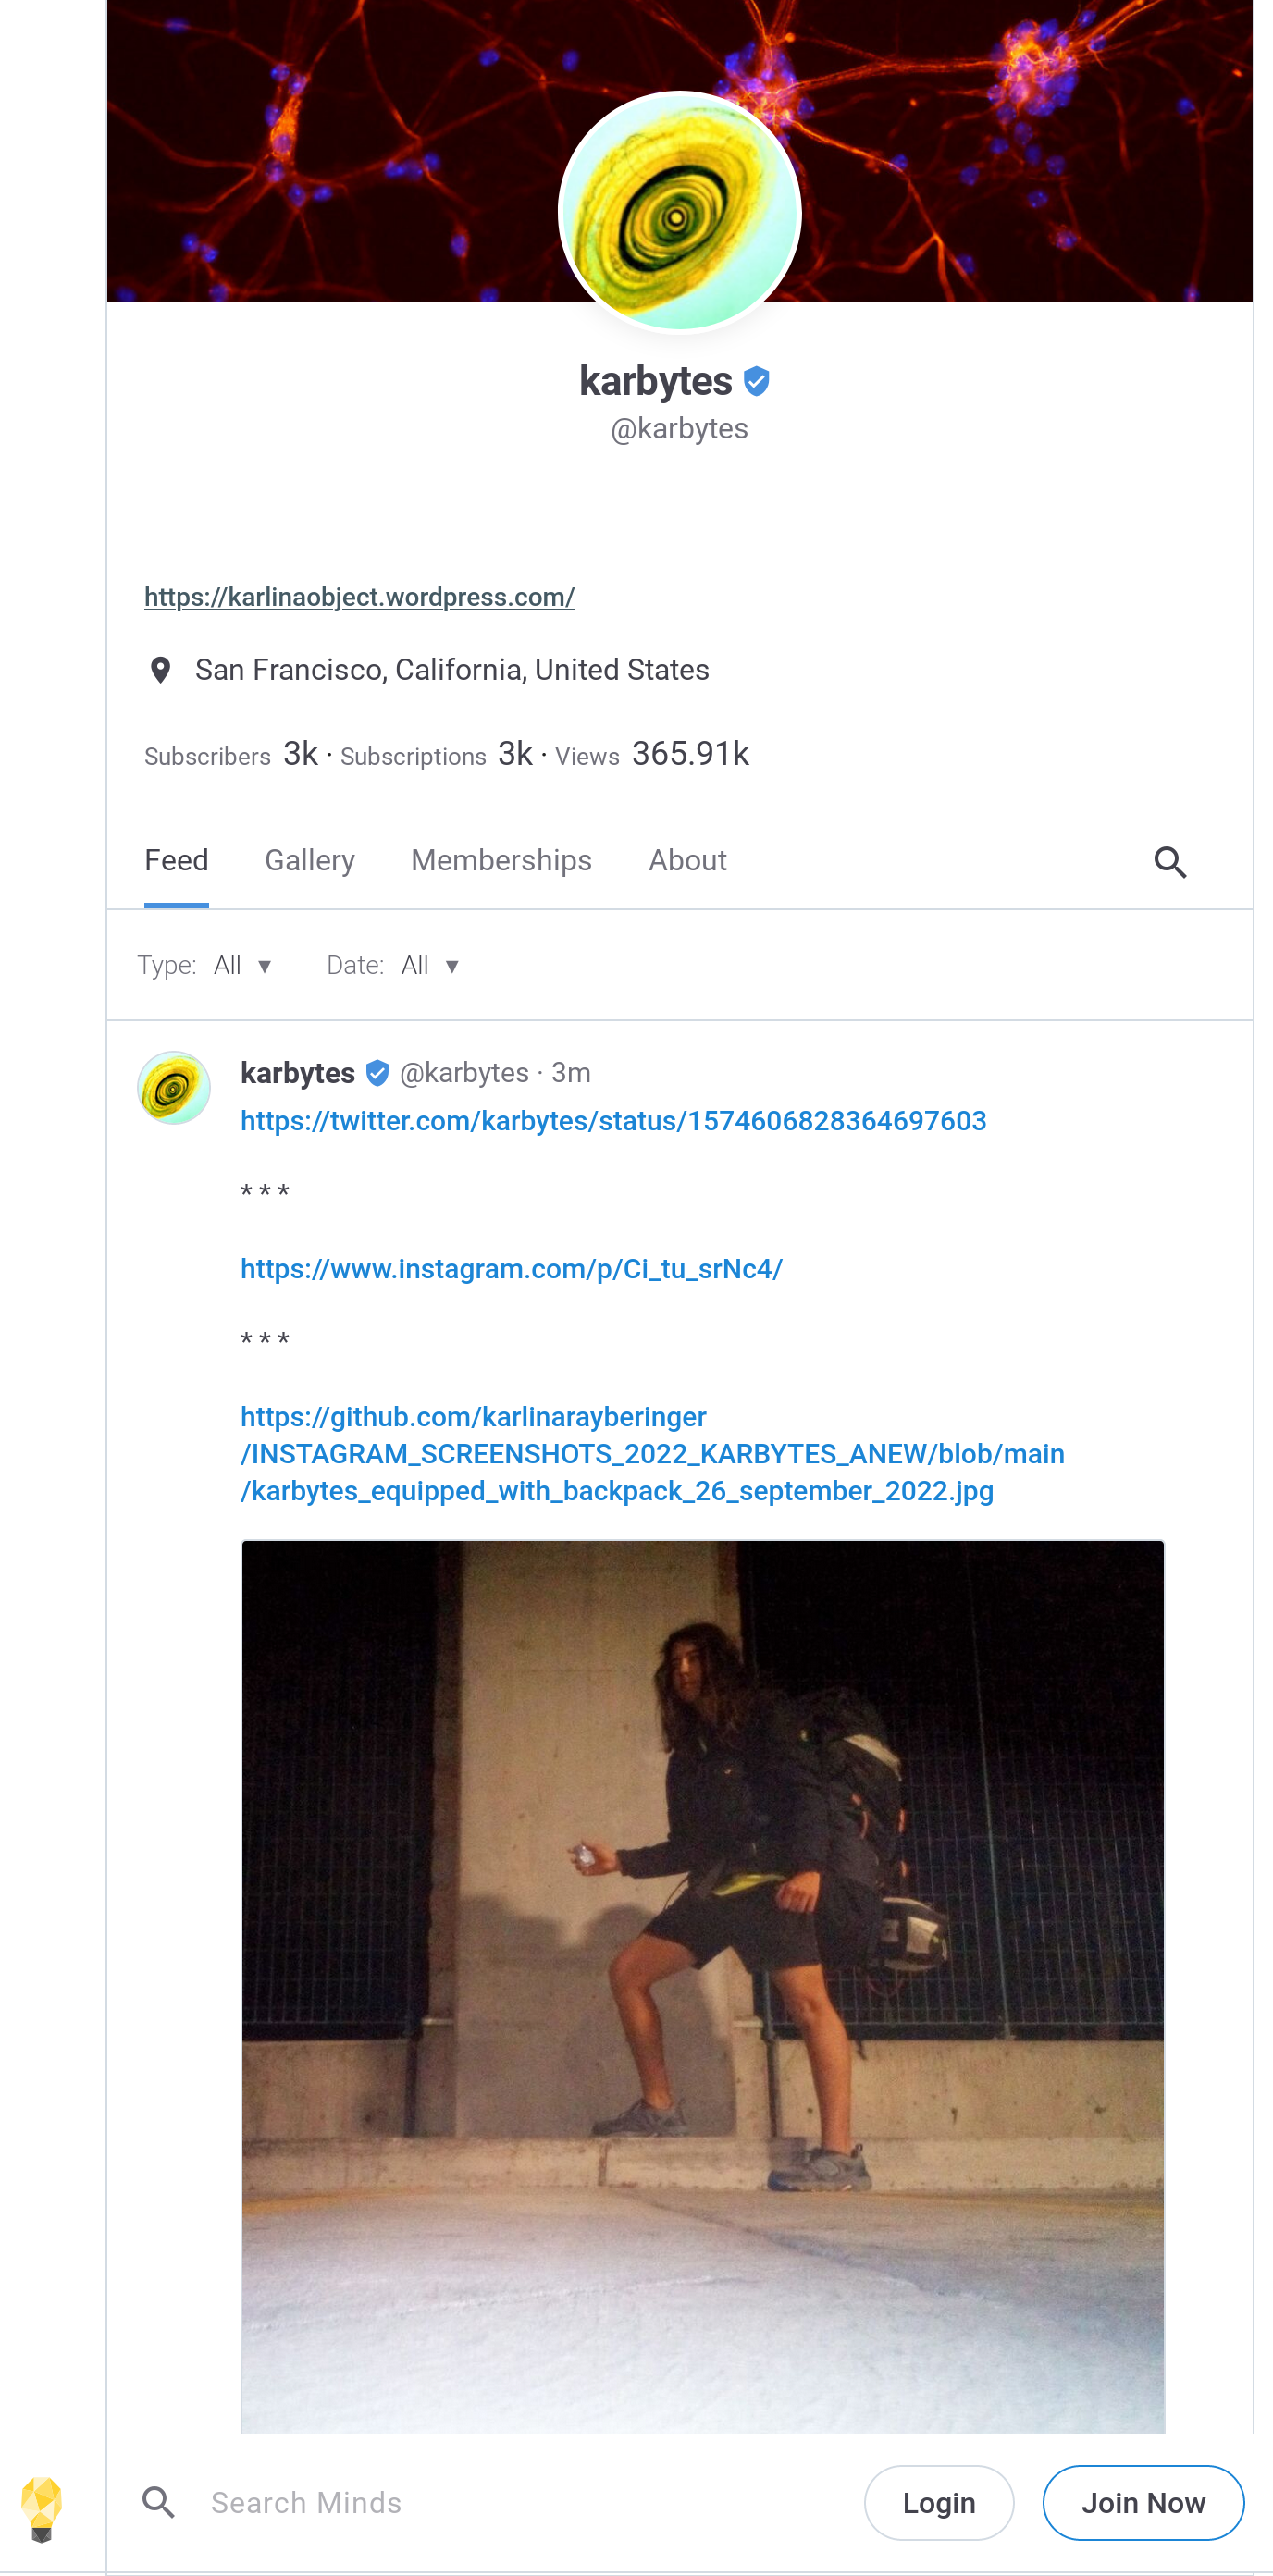 karbytes
@karbytes
https://karlinaobject.wordpress.com/
San Francisco, California, United States
Subscribers 3k · Subscriptions 3k · Views 365.91k
Feed Gallery Memberships About
Type: All ▾ Date: All ▾
karbytes @karbytes · 3m
https://twitter.com/karbytes/status/1574606828364697603
* * *
https://www.instagram.com/p/Ci_tu_srNc4/
* * *
https://github.com/karlinarayberinger
/INSTAGRAM_SCREENSHOTS_2022_KARBYTES_ANEW/blob/main
/karbytes_equipped_with_backpack_26_september_2022.jpg
Search Minds Login Join Now